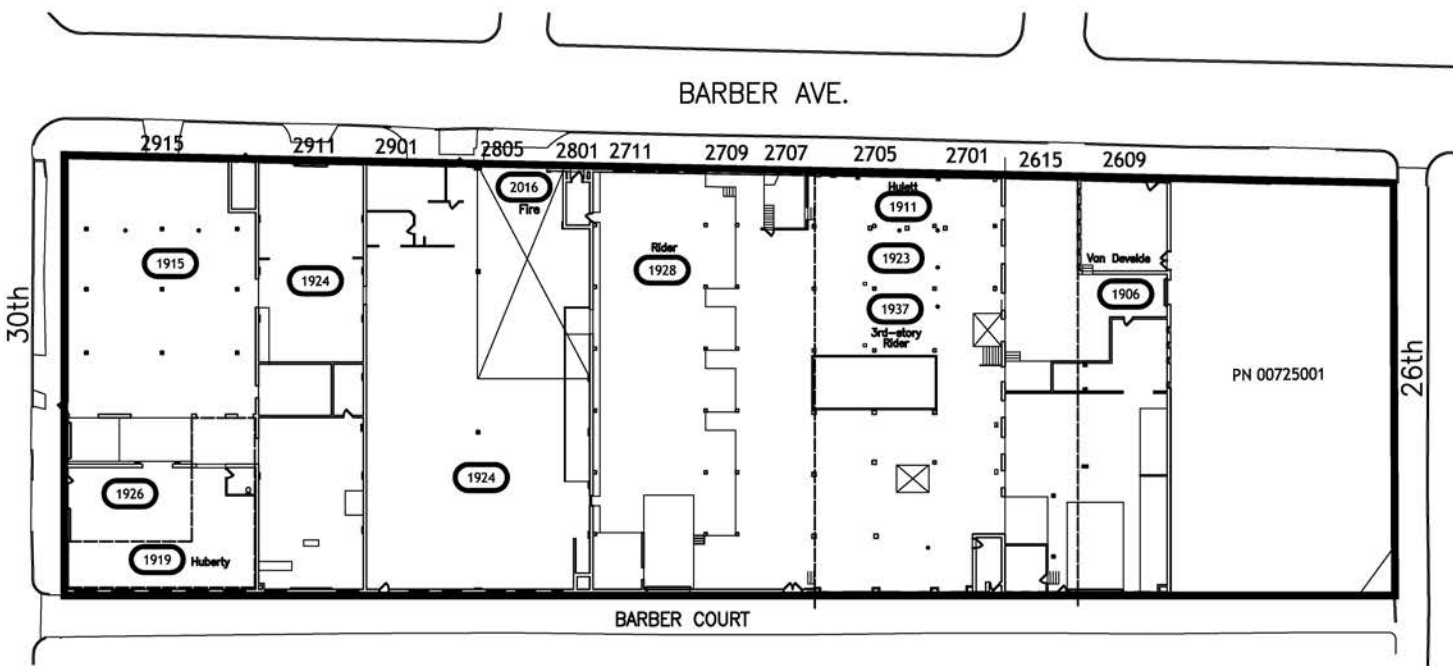 BARBER AVE.
2915 2911 2901 2805 2801 2711 2709 2707 2705 2701 2615 2609
2016
Fire
Hulett
1911
Rider
1928
1915
1923
Van Develde
1924
1906
1937
3rd-story
Rider
30th
26th
PN 00725001
1924
1926
1919 Huberty
BARBER COURT